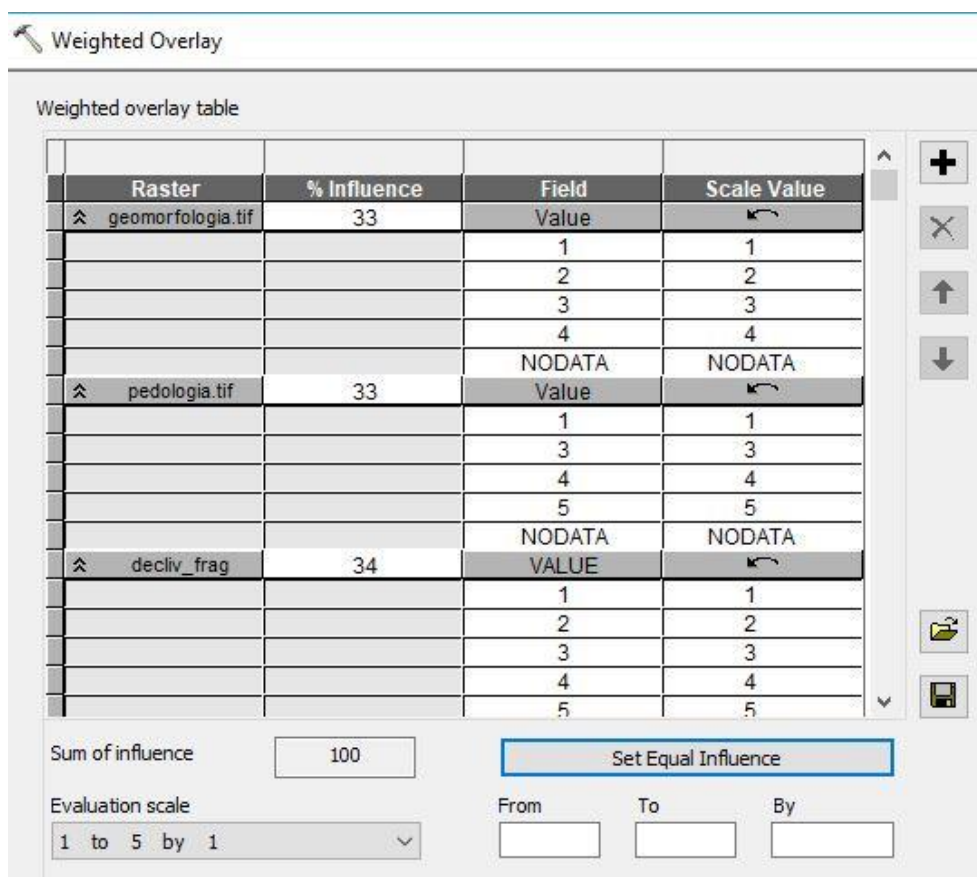 Weighted Overlay
Weighted overlay table
Raster % Influence Field Scale Value
geomorfologia.tif 33 Value
1 1
2 2
3 3
4 4
NODATA NODATA
pedologia.tif 33 Value
1 1
3 3
4 4
5 5
NODATA NODATA
decliv_frag 34 VALUE
1 1
2 2
3 3
4 4
5 5
Sum of influence 100 Set Equal Influence
Evaluation scale From To By
1 to 5 by 1